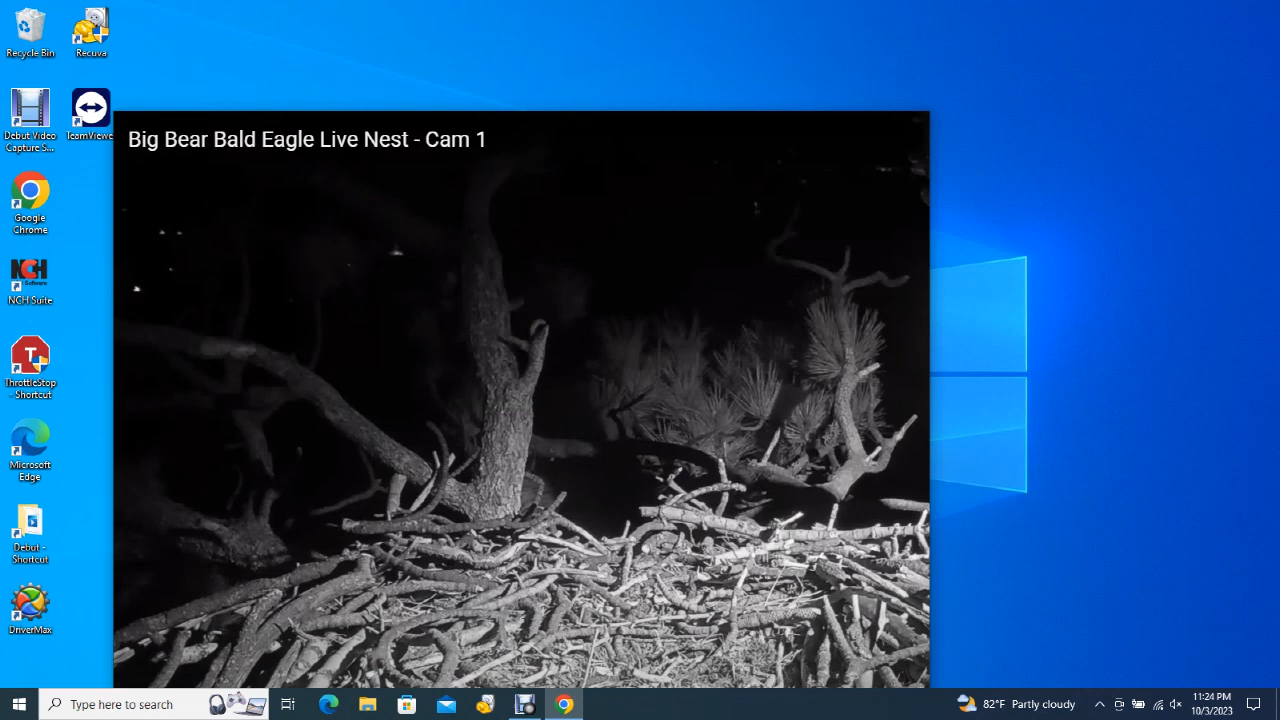 Recycle Bin
Recuva
Debut Video
Capture S...
TeamViewer
Google
Chrome
NCH
Software
NCH Suite
T
ThrottleStop
- Shortcut
Microsoft
Edge
Debut -
Shortcut
DriverMax
Big Bear Bald Eagle Live Nest - Cam 1
Type here to search
82°F Partly cloudy
11:24 PM
10/3/2023